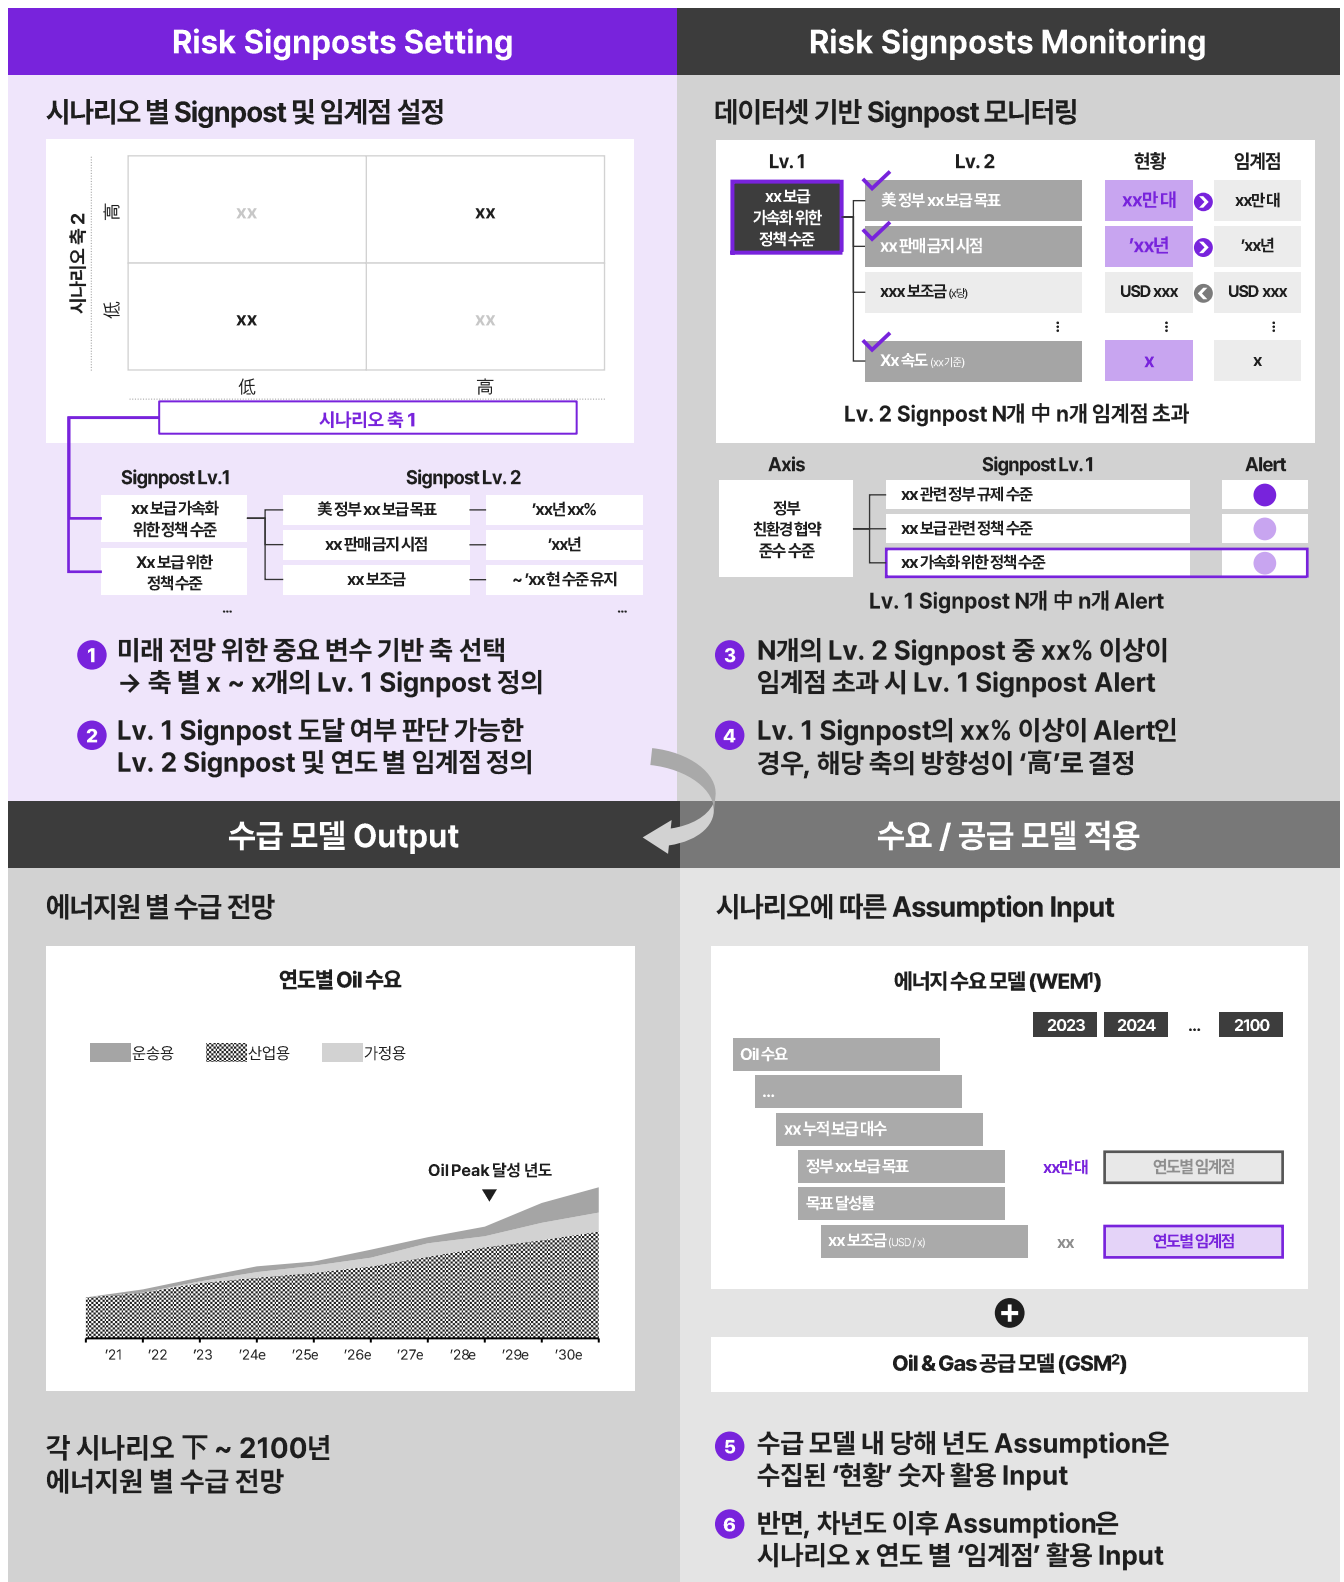 Risk Signposts Setting
시나리오 별 Signpost 및 임계점 설정
시나리오 축 2
高
低
xx
xx
xx
xx
低
高
시나리오 축 1
Signpost Lv.1
Signpost Lv. 2
xx 보급 가속화
위한 정책 수준
Xx 보급 위한
정책 수준
...
美 정부 xx 보급 목표
’xx년 xx%
xx 판매 금지 시점
’xx년
xx 보조금
~ ’xx 현 수준 유지
...
1 미래 전망 위한 중요 변수 기반 축 선택
→ 축 별 x ~ x개의 Lv. 1 Signpost 정의
2 Lv. 1 Signpost 도달 여부 판단 가능한
Lv. 2 Signpost 및 연도 별 임계점 정의
Risk Signposts Monitoring
데이터셋 기반 Signpost 모니터링
Lv. 1
Lv. 2
현황
임계점
xx 보급
가속화 위한
정책 수준
美 정부 xx 보급 목표
xx만 대
xx만 대
xx 판매 금지 시점
’xx년
’xx년
xxx 보조금 (x당)
USD xxx
USD xxx
⋮
⋮
⋮
Xx 속도 (xx 기준)
x
x
Lv. 2 Signpost N개 中 n개 임계점 초과
Axis
Signpost Lv. 1
Alert
정부
친환경 협약
준수 수준
xx 관련 정부 규제 수준
xx 보급 관련 정책 수준
xx 가속화 위한 정책 수준
Lv. 1 Signpost N개 中 n개 Alert
3 N개의 Lv. 2 Signpost 중 xx% 이상이
임계점 초과 시 Lv. 1 Signpost Alert
4 Lv. 1 Signpost의 xx% 이상이 Alert인
경우, 해당 축의 방향성이 ‘高’로 결정
수급 모델 Output
에너지원 별 수급 전망
연도별 Oil 수요
운송용
산업용
가정용
Oil Peak 달성 년도
▼
’21
’22
’23
’24e
’25e
’26e
’27e
’28e
’29e
’30e
각 시나리오 下 ~ 2100년
에너지원 별 수급 전망
수요 / 공급 모델 적용
시나리오에 따른 Assumption Input
에너지 수요 모델 (WEM¹)
2023
2024
...
2100
Oil 수요
...
xx 누적 보급 대수
정부 xx 보급 목표
xx만 대
연도별 임계점
목표 달성률
xx 보조금 (USD / x)
xx
연도별 임계점
Oil & Gas 공급 모델 (GSM²)
5 수급 모델 내 당해 년도 Assumption은
수집된 ‘현황’ 숫자 활용 Input
6 반면, 차년도 이후 Assumption은
시나리오 x 연도 별 ‘임계점’ 활용 Input